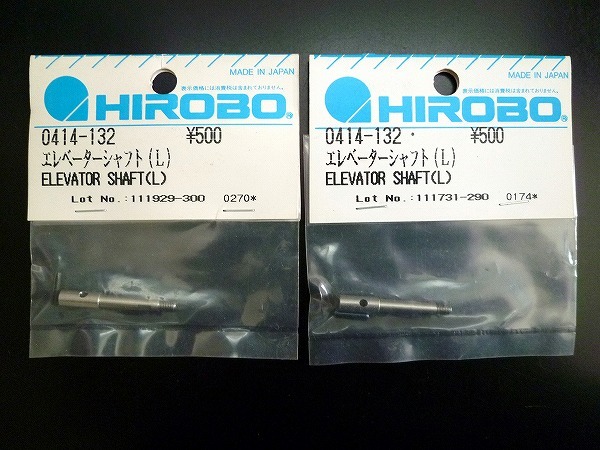 MADE IN JAPAN
表示価格には消費税は含まれておりません。
HIROBO®
0414-132 ¥500
エレベーターシャフト(L)
ELEVATOR SHAFT(L)
Lot No.:111929-300 0270*
MADE IN JAPAN
表示価格には消費税は含まれておりません。
HIROBO®
0414-132 ¥500
エレベーターシャフト(L)
ELEVATOR SHAFT(L)
Lot No.:111731-290 0174*